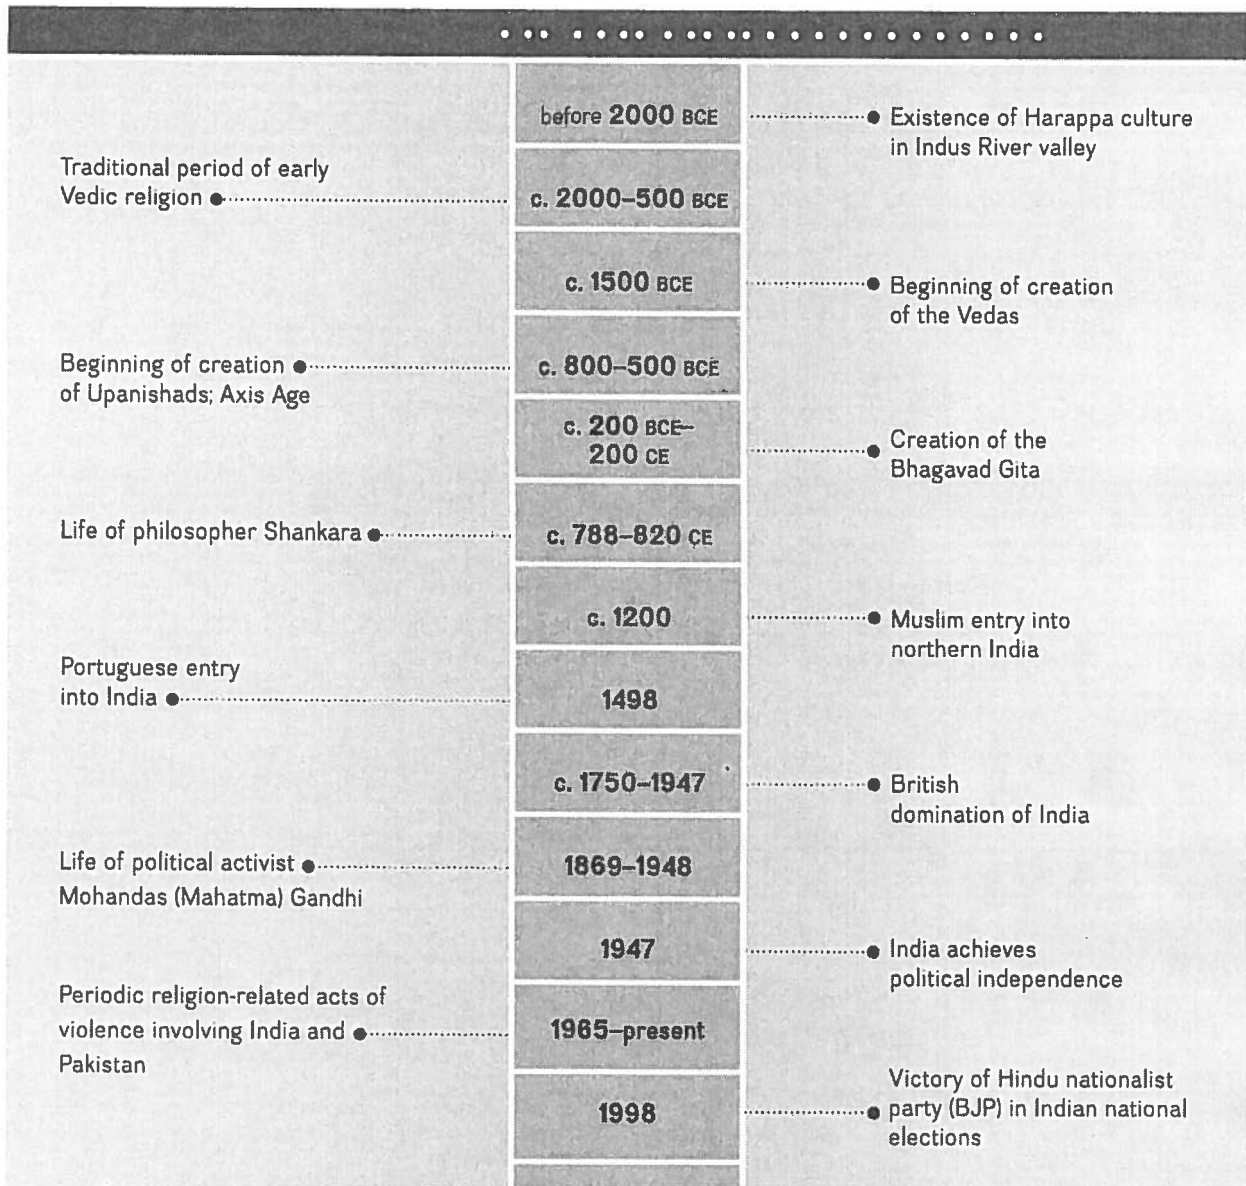 before 2000 BCE
Existence of Harappa culture
in Indus River valley
Traditional period of early
Vedic religion
c. 2000–500 BCE
c. 1500 BCE
Beginning of creation
of the Vedas
Beginning of creation
of Upanishads; Axis Age
c. 800–500 BCE
c. 200 BCE–
200 CE
Creation of the
Bhagavad Gita
Life of philosopher Shankara
c. 788–820 CE
c. 1200
Muslim entry into
northern India
Portuguese entry
into India
1498
c. 1750–1947
British
domination of India
Life of political activist
Mohandas (Mahatma) Gandhi
1869–1948
1947
India achieves
political independence
Periodic religion-related acts of
violence involving India and
Pakistan
1965–present
1998
Victory of Hindu nationalist
party (BJP) in Indian national
elections